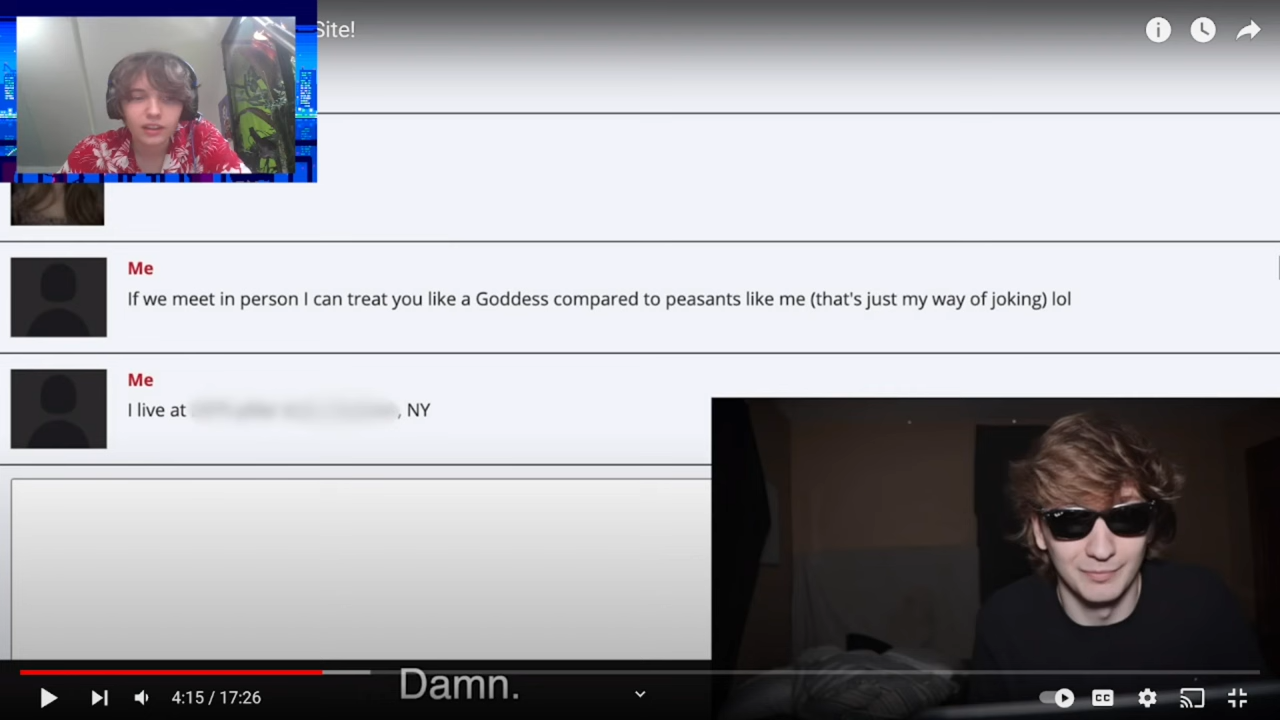 Site!
Me
If we meet in person I can treat you like a Goddess compared to peasants like me (that's just my way of joking) lol
Me
I live at , NY
Damn.
4:15 / 17:26
CC